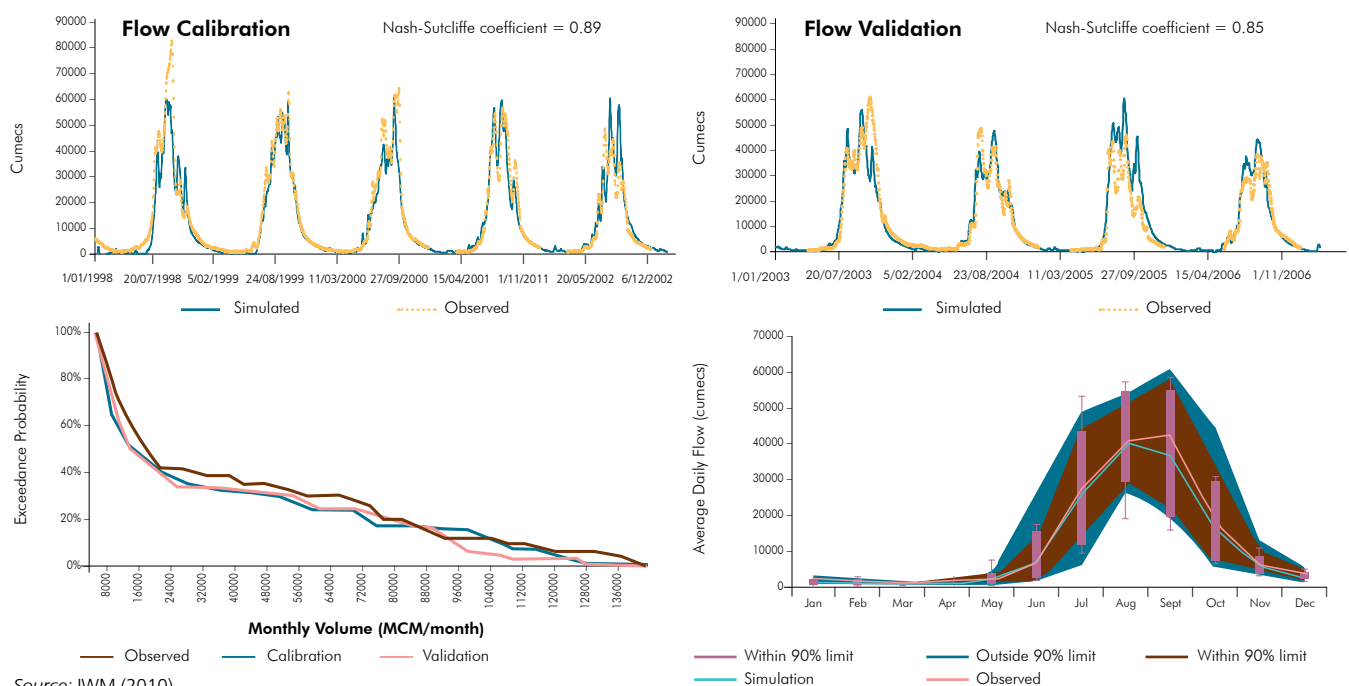 Flow Calibration
Nash-Sutcliffe coefficient = 0.89
Cumecs
90000
80000
70000
60000
50000
40000
30000
20000
10000
0
1/01/1998 20/07/1998 5/02/1999 24/08/1999 11/03/2000 27/09/2000 15/04/2001 1/11/2011 20/05/2002 6/12/2002
Simulated Observed
Flow Validation
Nash-Sutcliffe coefficient = 0.85
Cumecs
90000
80000
70000
60000
50000
40000
30000
20000
10000
0
1/01/2003 20/07/2003 5/02/2004 23/08/2004 11/03/2005 27/09/2005 15/04/2006 1/11/2006
Simulated Observed
Exceedance Probability
100%
80%
60%
40%
20%
0%
8000 16000 24000 32000 40000 48000 56000 64000 72000 80000 88000 96000 104000 112000 120000 128000 136000
Monthly Volume (MCM/month)
Observed Calibration Validation
Average Daily Flow (cumecs)
70000
60000
50000
40000
30000
20000
10000
0
Jan Feb Mar Apr May Jun Jul Aug Sept Oct Nov Dec
Within 90% limit Outside 90% limit Within 90% limit
Simulation Observed
Source: IWM (2010)